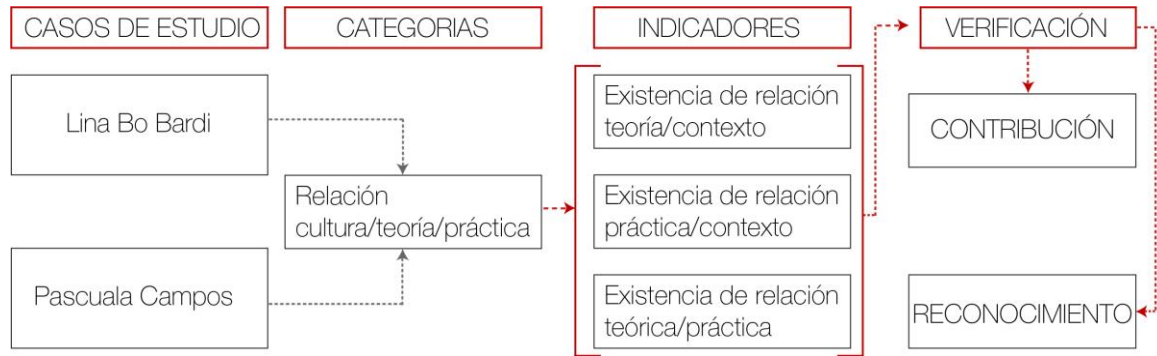 CASOS DE ESTUDIO
CATEGORIAS
INDICADORES
VERIFICACIÓN
Lina Bo Bardi
Pascuala Campos
Relación
cultura/teoría/práctica
Existencia de relación
teoría/contexto
Existencia de relación
práctica/contexto
Existencia de relación
teórica/práctica
CONTRIBUCIÓN
RECONOCIMIENTO